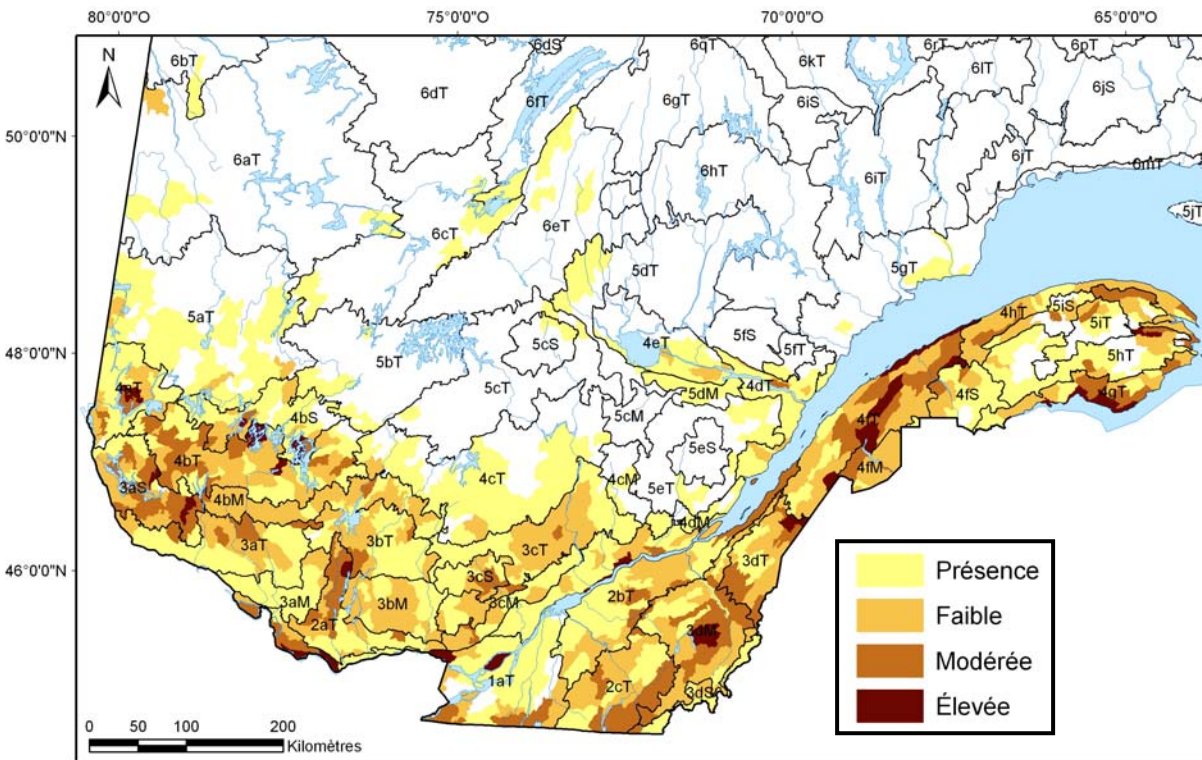 80°0'0"O
75°0'0"O
70°0'0"O
65°0'0"O
N
6bT
6dS
6qT
6kT
6rT
6pT
6dT
6fT
6gT
6iS
6lT
6jS
50°0'0"N
6aT
6hT
6iT
6jT
6mT
6cT
6eT
5jT
5dT
5gT
5aT
4hT
5iS
5iT
48°0'0"N
5bT
5cS
4eT
5fS
5fT
5hT
5cT
5dM
4dT
4gT
4bS
5cM
4fS
4fT
5eS
4bT
4cT
4cM
5eT
4fM
3aS
4bM
4dM
3aT
3bT
3cT
3dT
46°0'0"N
3cS
3aM
3bM
3cM
2bT
2aT
3dM
1aT
2cT
3dS
Présence
Faible
Modérée
Élevée
0 50 100 200
Kilomètres